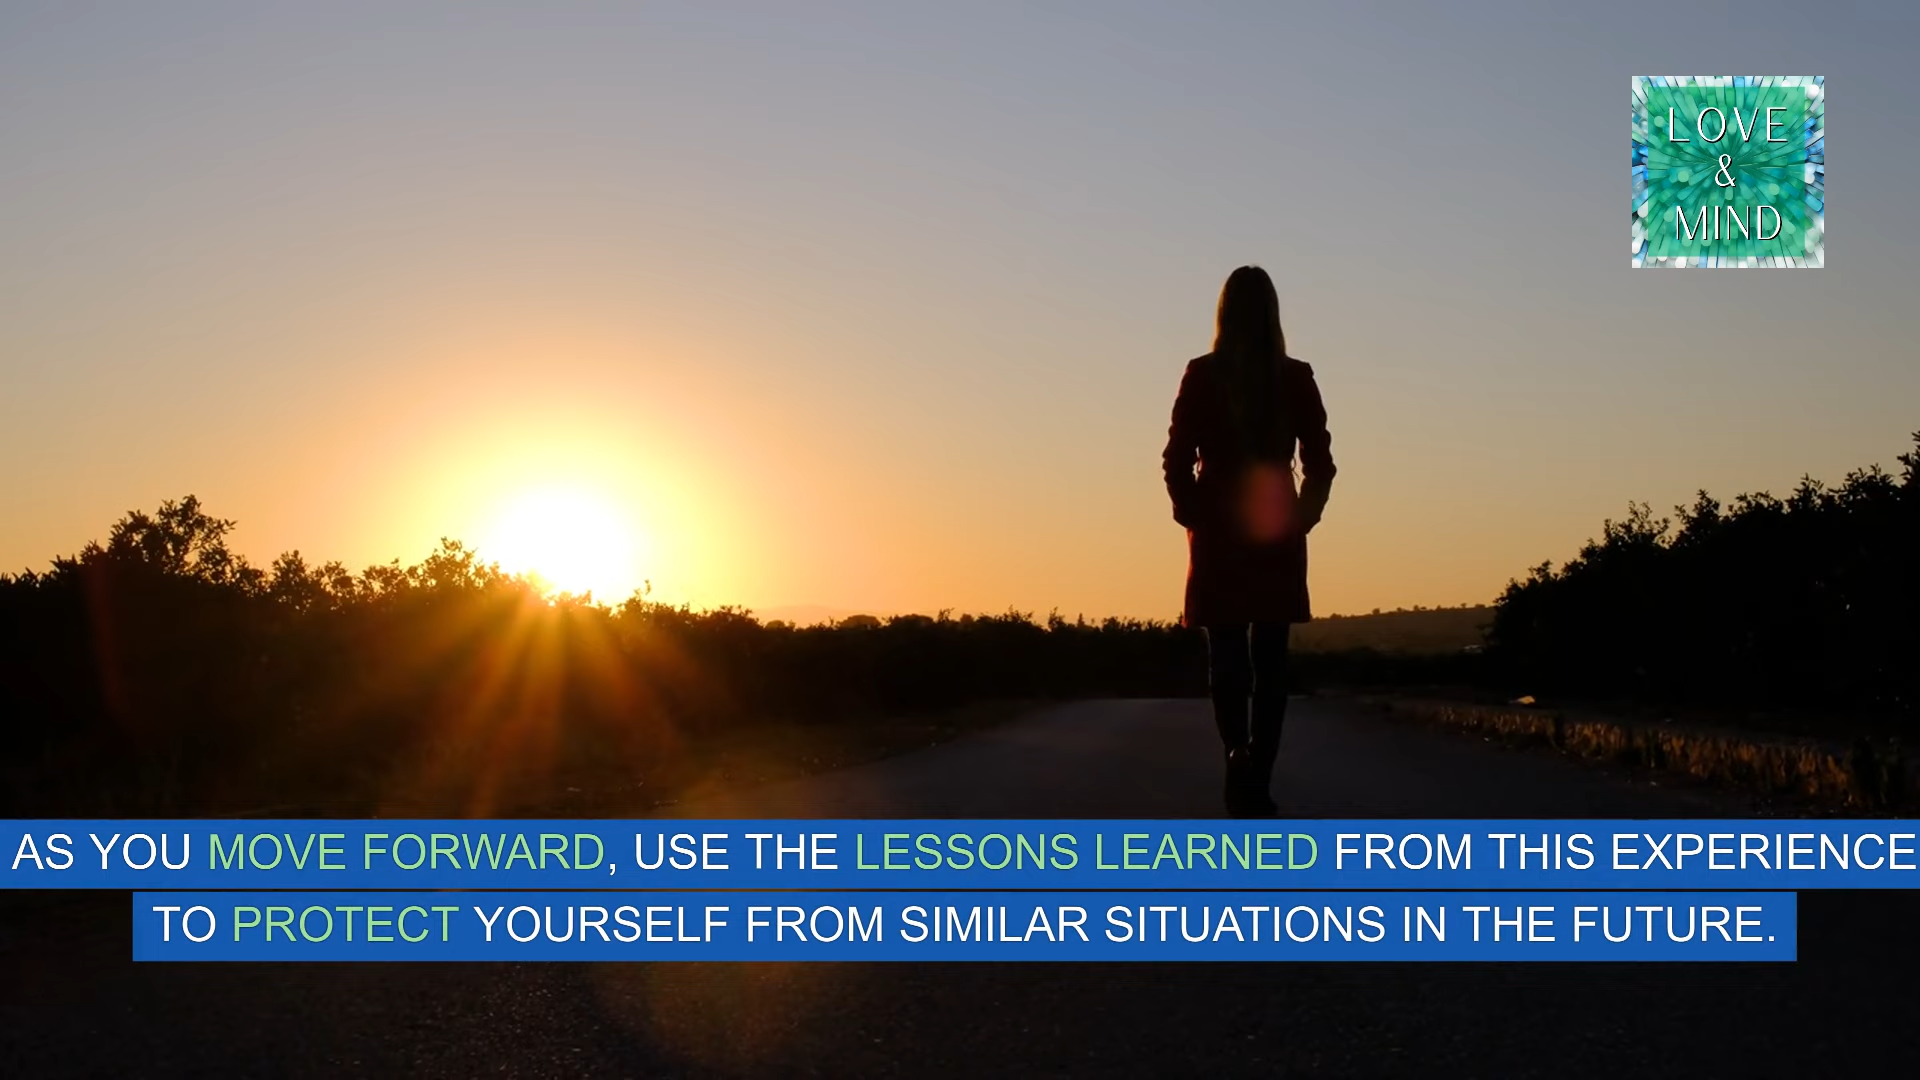 LOVE
&
MIND
AS YOU MOVE FORWARD, USE THE LESSONS LEARNED FROM THIS EXPERIENCE
TO PROTECT YOURSELF FROM SIMILAR SITUATIONS IN THE FUTURE.